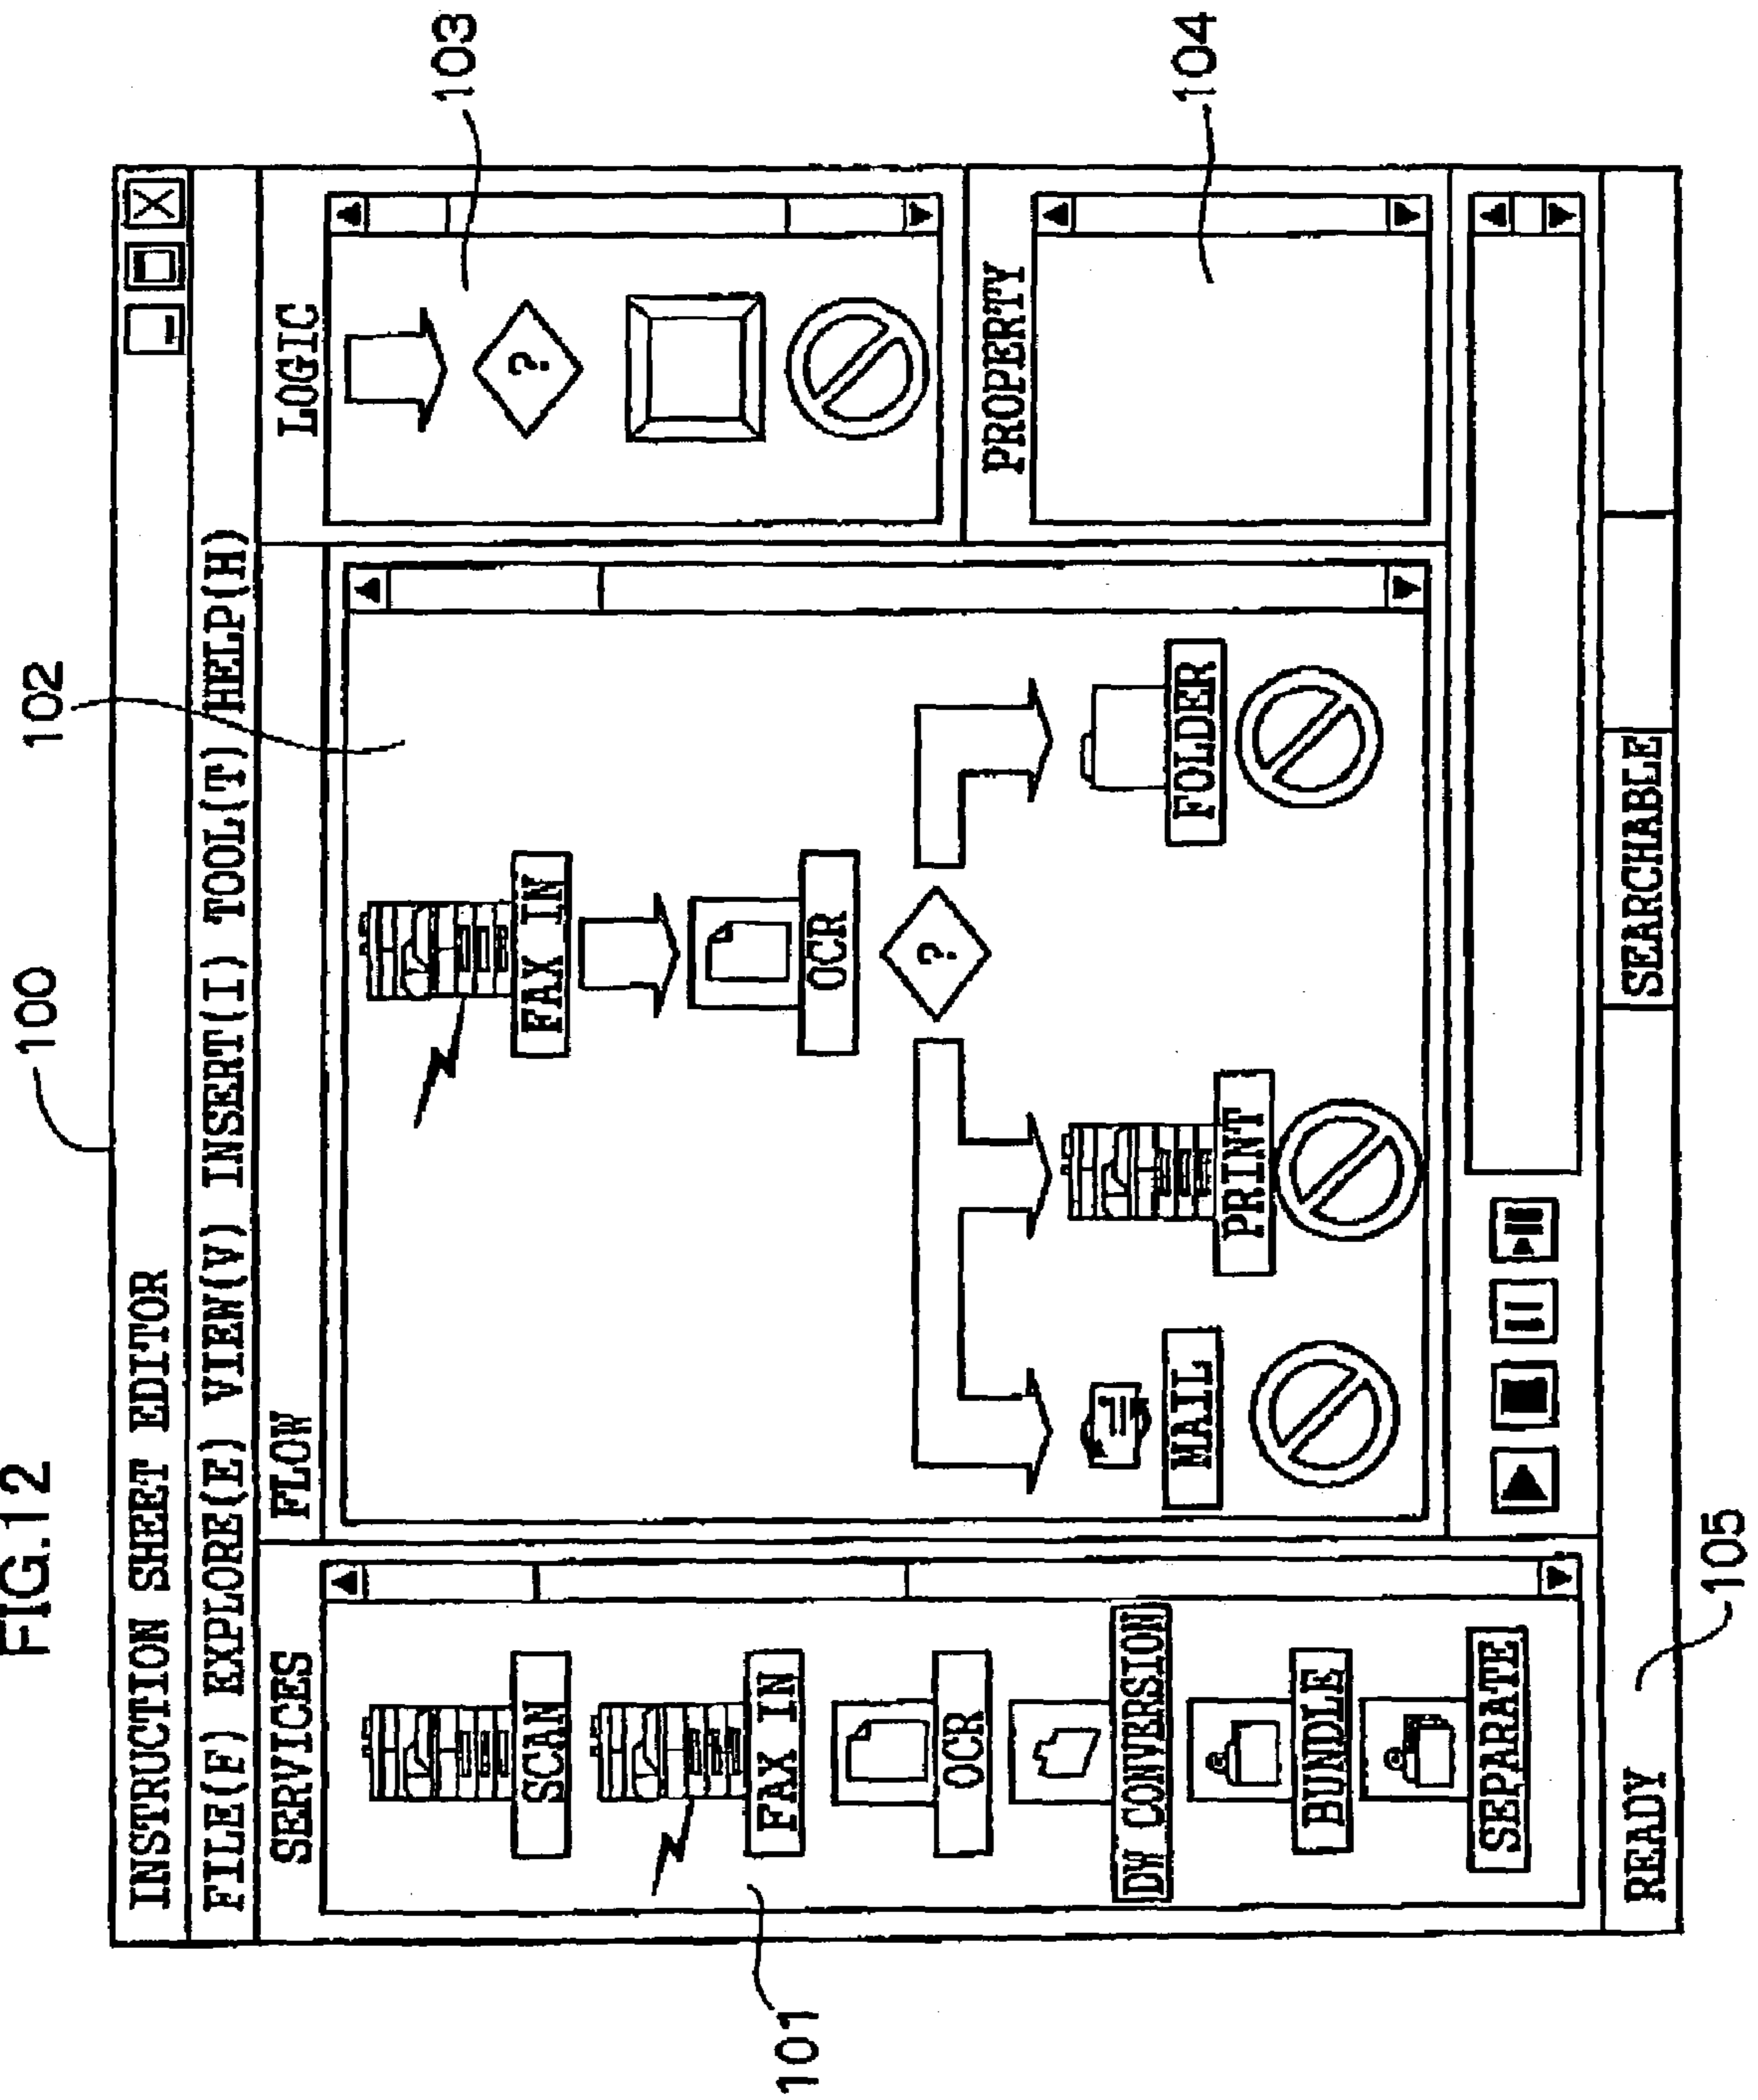 FIG.12
100
102
INSTRUCTION SHEET EDITOR
FILE(F) EXPLORE(E) VIEW(V) INSERT(I) TOOL(T) HELP(H)
SERVICES
SCAN
FAX IN
OCR
DW CONVERSION
BUNDLE
SEPARATE
101
FLOW
FAX IN
OCR
?
MAIL
PRINT
FOLDER
LOGIC
?
103
PROPERTY
104
READY
SEARCHABLE
105